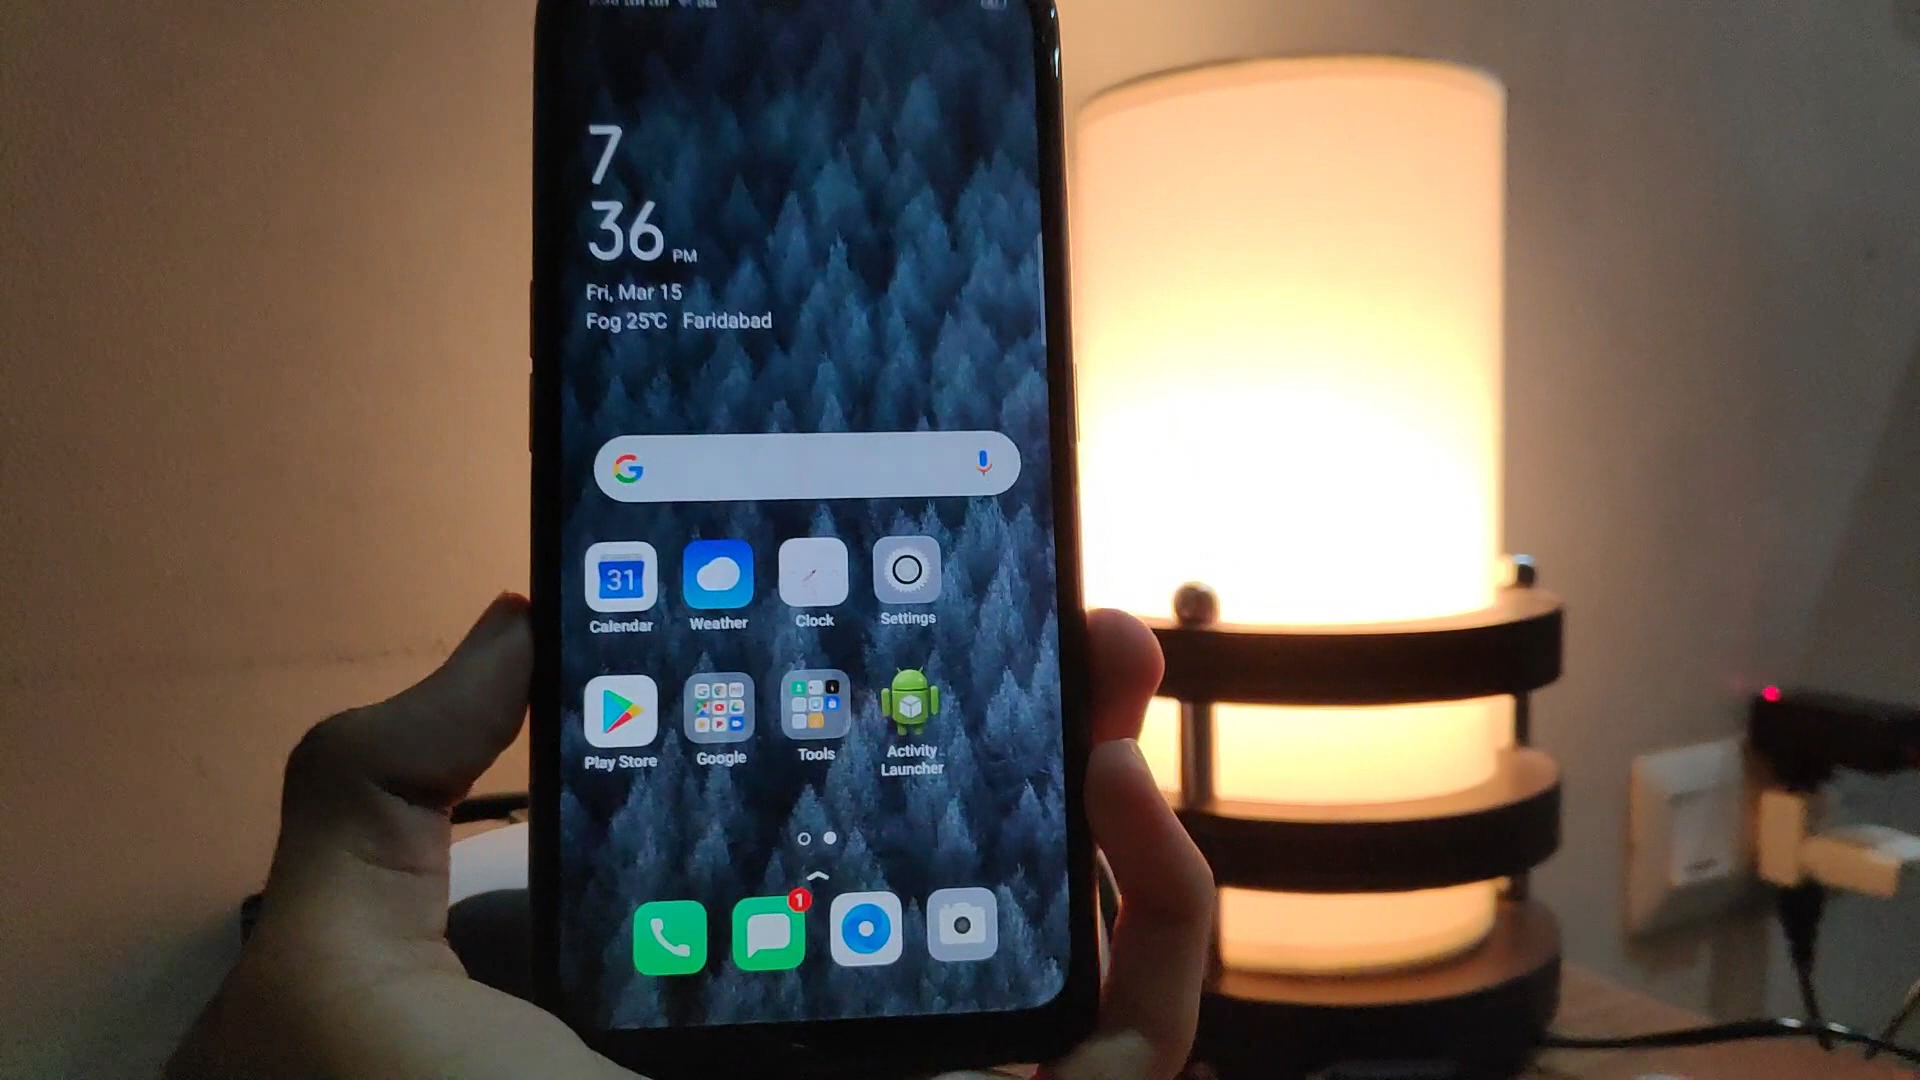 7
36 PM
Fri, Mar 15
Fog 25°C Faridabad
G
31
Calendar Weather Clock Settings
Play Store Google Tools Activity Launcher
1